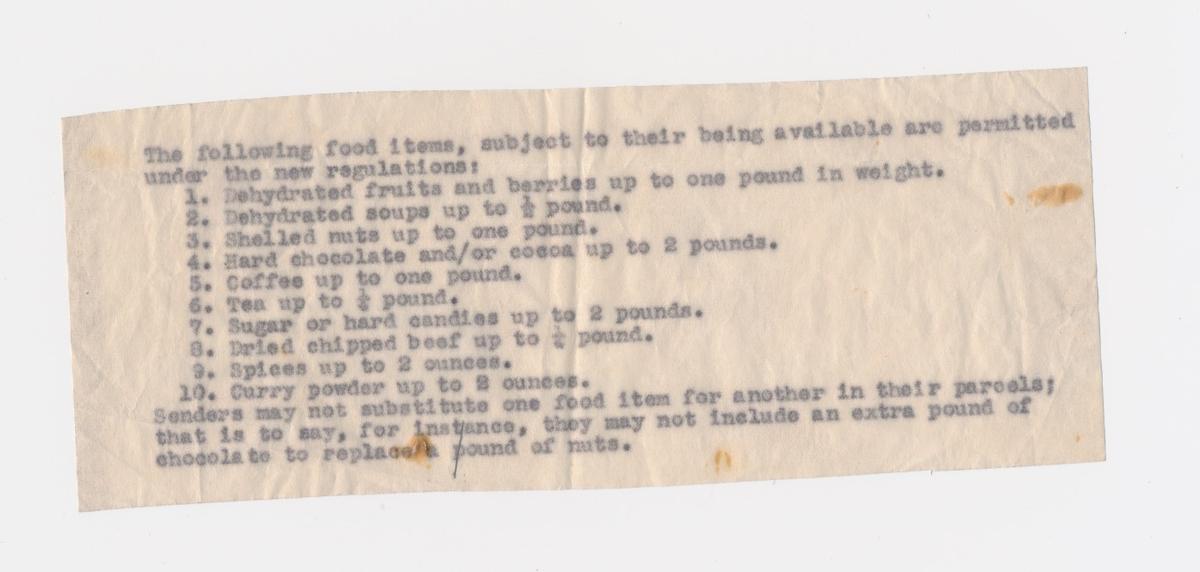 The following food items, subject to their being available are permitted
under the new regulations:
1. Dehydrated fruits and berries up to one pound in weight.
2. Dehydrated soups up to ½ pound.
3. Shelled nuts up to one pound.
4. Hard chocolate and/or cocoa up to 2 pounds.
5. Coffee up to one pound.
6. Tea up to ¼ pound.
7. Sugar or hard candies up to 2 pounds.
8. Dried chipped beef up to ¼ pound.
9. Spices up to 2 ounces.
10. Curry powder up to 2 ounces.
Senders may not substitute one food item for another in their parcels;
that is to say, for instance, they may not include an extra pound of
chocolate to replace a pound of nuts.